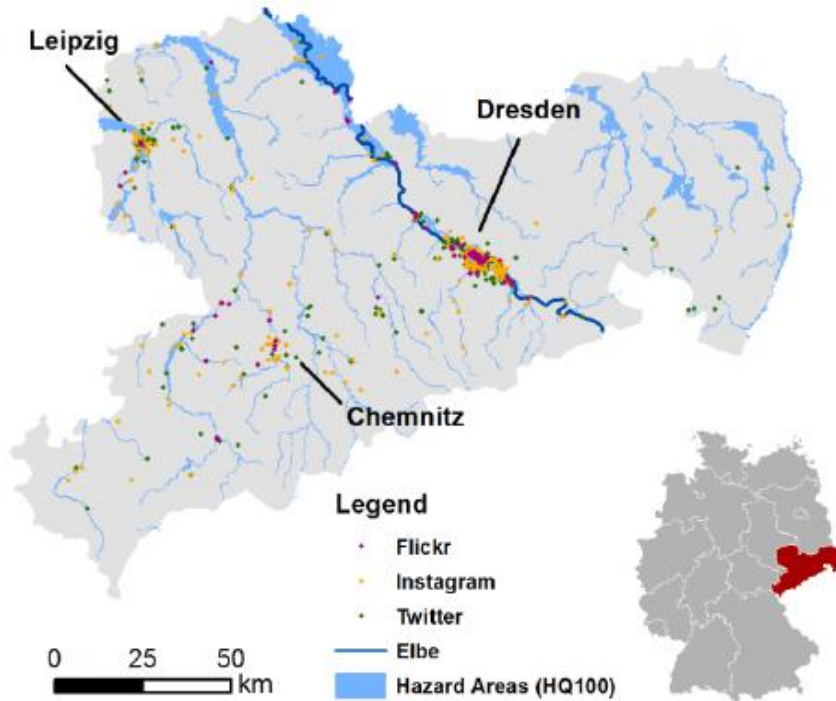 Leipzig
Dresden
Chemnitz
Legend
Flickr
Instagram
Twitter
Elbe
Hazard Areas (HQ100)
0 25 50
km